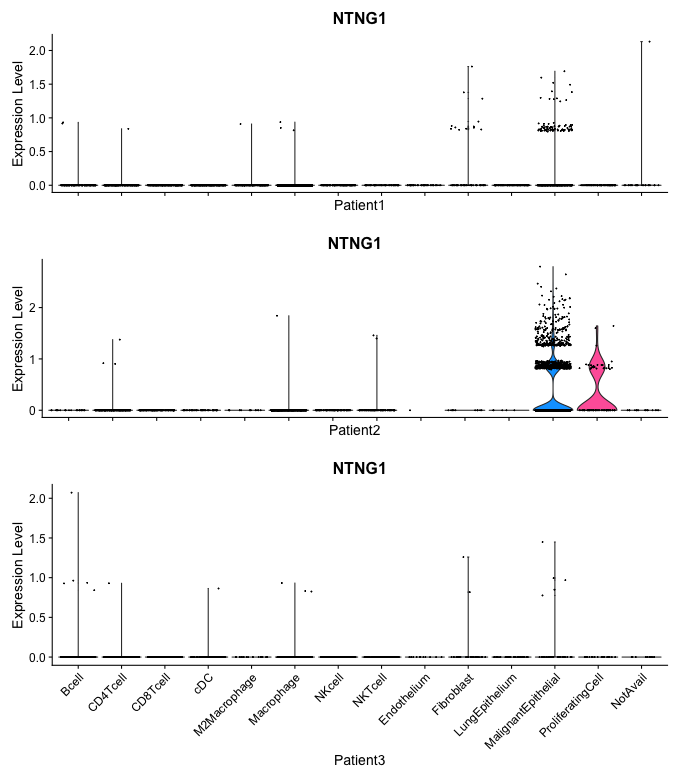 NTNG1
Expression Level
2.0
1.5
1.0
0.5
0.0
Patient1
NTNG1
Expression Level
2
1
0
Patient2
NTNG1
Expression Level
2.0
1.5
1.0
0.5
0.0
Bcell
CD4Tcell
CD8Tcell
cDC
M2Macrophage
Macrophage
NKcell
NKTcell
Endothelium
Fibroblast
LungEpithelium
MalignantEpithelial
ProliferatingCell
NotAvail
Patient3